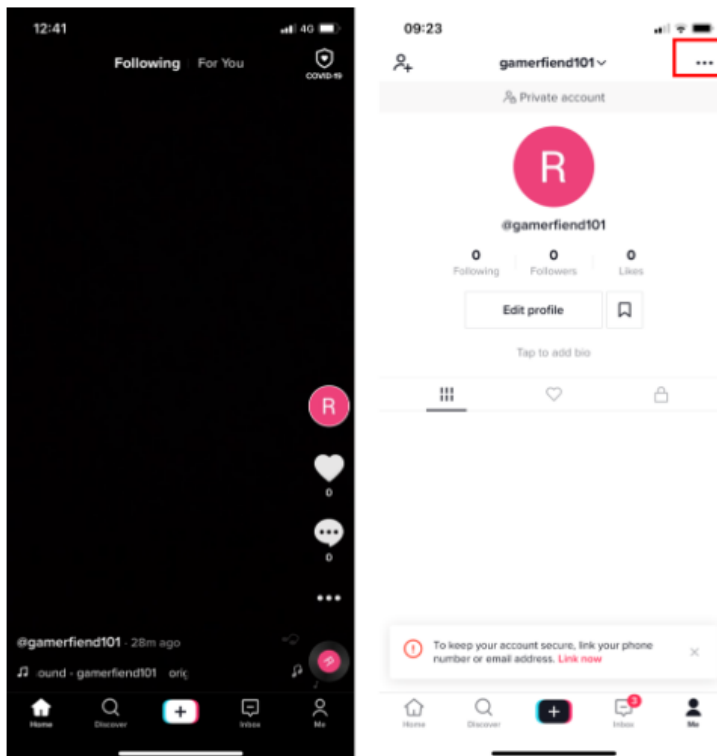 12:41
4G
Following For You
COVID-19
R
0
0
@gamerfiend101 · 28m ago
ound - gamerfiend101 orig
R
Home Discover Inbox Me
09:23
gamerfiend101
Private account
R
@gamerfiend101
0 0 0
Following Followers Likes
Edit profile
Tap to add bio
To keep your account secure, link your phone
number or email address. Link now
3
Home Discover Inbox Me